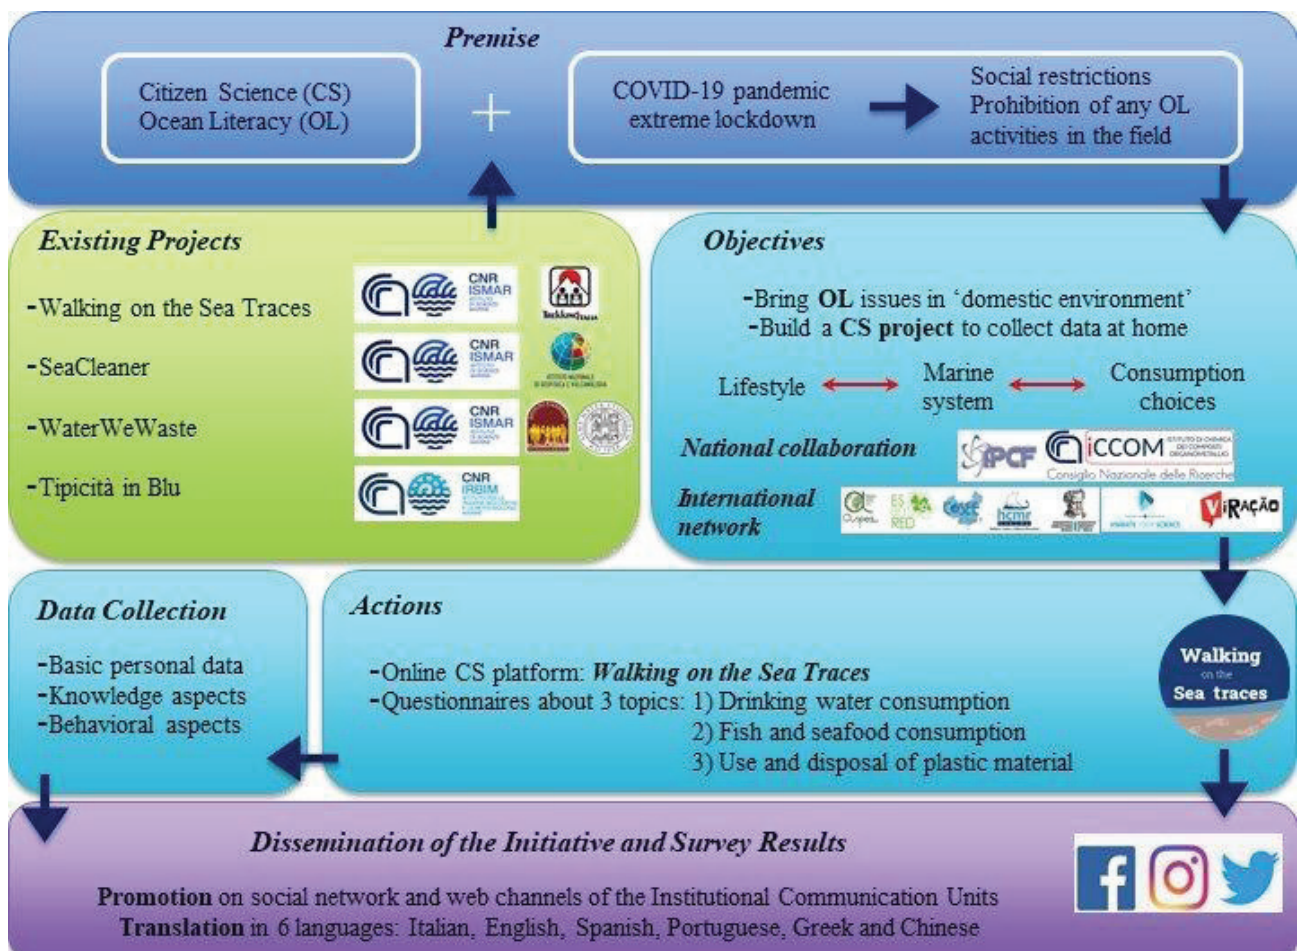 Premise
Citizen Science (CS)
Ocean Literacy (OL)
+
COVID-19 pandemic
extreme lockdown
Social restrictions
Prohibition of any OL
activities in the field
Existing Projects
-Walking on the Sea Traces
CNR
ISMAR
-SeaCleaner
CNR
ISMAR
-WaterWeWaste
CNR
ISMAR
-Tipicità in Blu
CNR
IRBIM
Objectives
-Bring OL issues in ‘domestic environment’
-Build a CS project to collect data at home
Lifestyle
Marine
system
Consumption
choices
National collaboration
iPCF
iCCOM
Consiglio Nazionale delle Ricerche
International
network
hcmr
ViRAÇÃO
Data Collection
-Basic personal data
-Knowledge aspects
-Behavioral aspects
Actions
-Online CS platform: Walking on the Sea Traces
-Questionnaires about 3 topics: 1) Drinking water consumption
2) Fish and seafood consumption
3) Use and disposal of plastic material
Walking
on the
Sea traces
Dissemination of the Initiative and Survey Results
Promotion on social network and web channels of the Institutional Communication Units
Translation in 6 languages: Italian, English, Spanish, Portuguese, Greek and Chinese